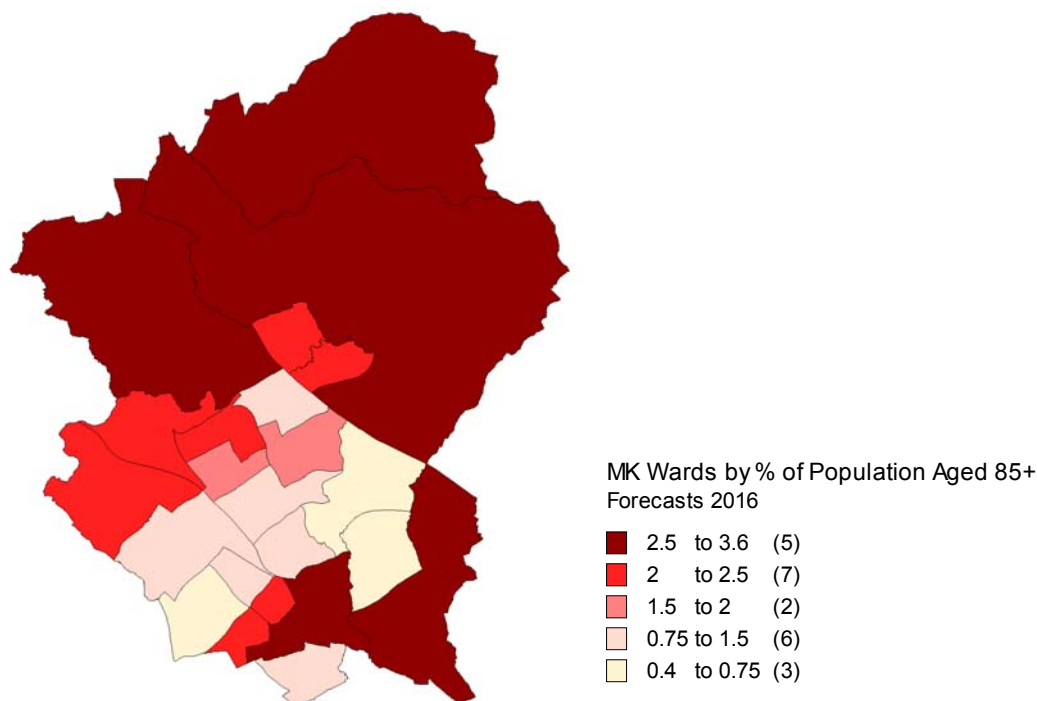 MK Wards by % of Population Aged 85+
Forecasts 2016
2.5 to 3.6 (5)
2 to 2.5 (7)
1.5 to 2 (2)
0.75 to 1.5 (6)
0.4 to 0.75 (3)